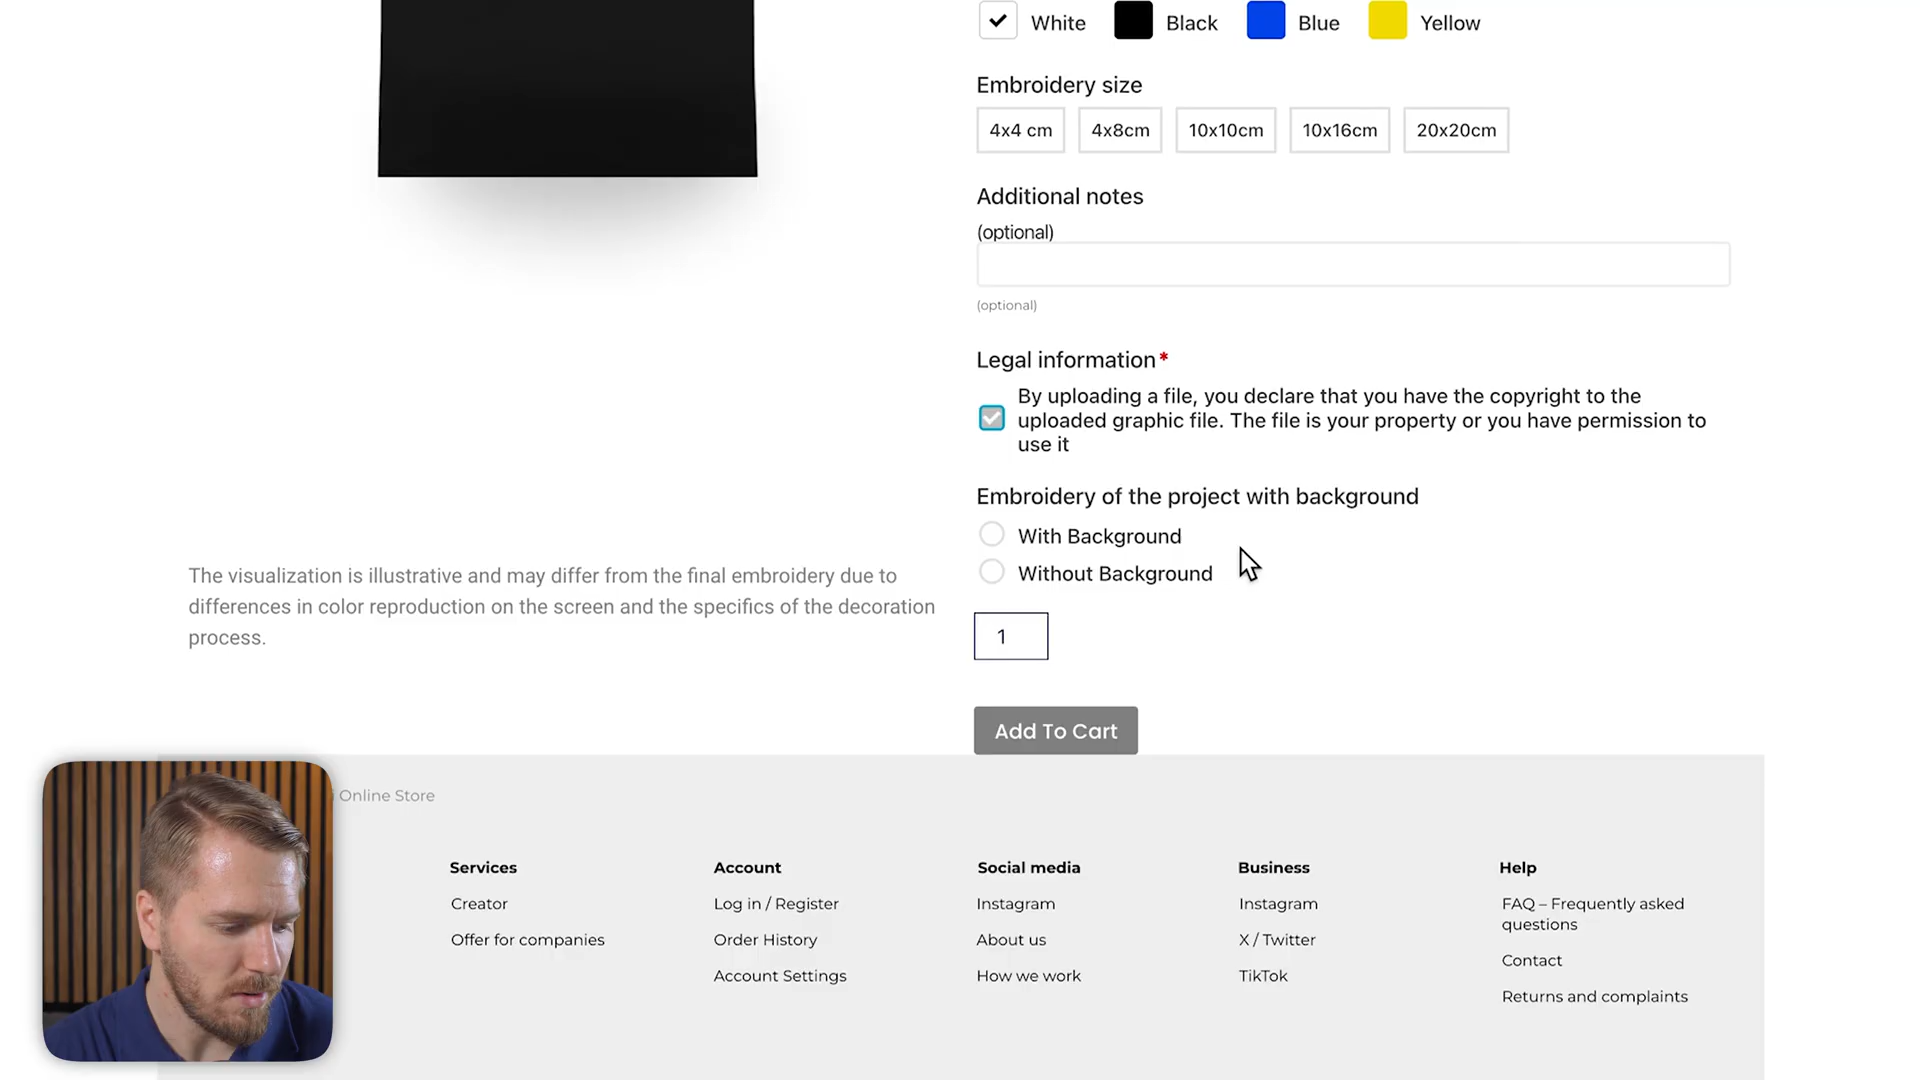 White Black Blue Yellow
Embroidery size
4x4 cm 4x8cm 10x10cm 10x16cm 20x20cm
Additional notes
(optional)
(optional)
Legal information*
By uploading a file, you declare that you have the copyright to the
uploaded graphic file. The file is your property or you have permission to
use it
Embroidery of the project with background
With Background
Without Background
1
Add To Cart
The visualization is illustrative and may differ from the final embroidery due to
differences in color reproduction on the screen and the specifics of the decoration
process.
Online Store
Services
Creator
Offer for companies
Account
Log in / Register
Order History
Account Settings
Social media
Instagram
About us
How we work
Business
Instagram
X / Twitter
TikTok
Help
FAQ – Frequently asked
questions
Contact
Returns and complaints